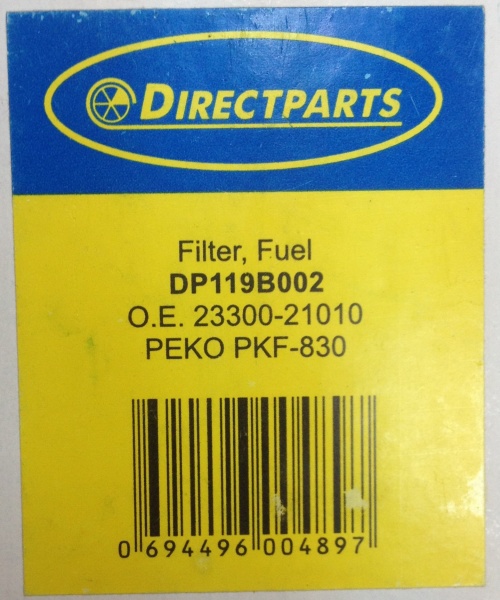 DIRECTPARTS
Filter, Fuel
DP119B002
O.E. 23300-21010
PEKO PKF-830
0 694496 004897